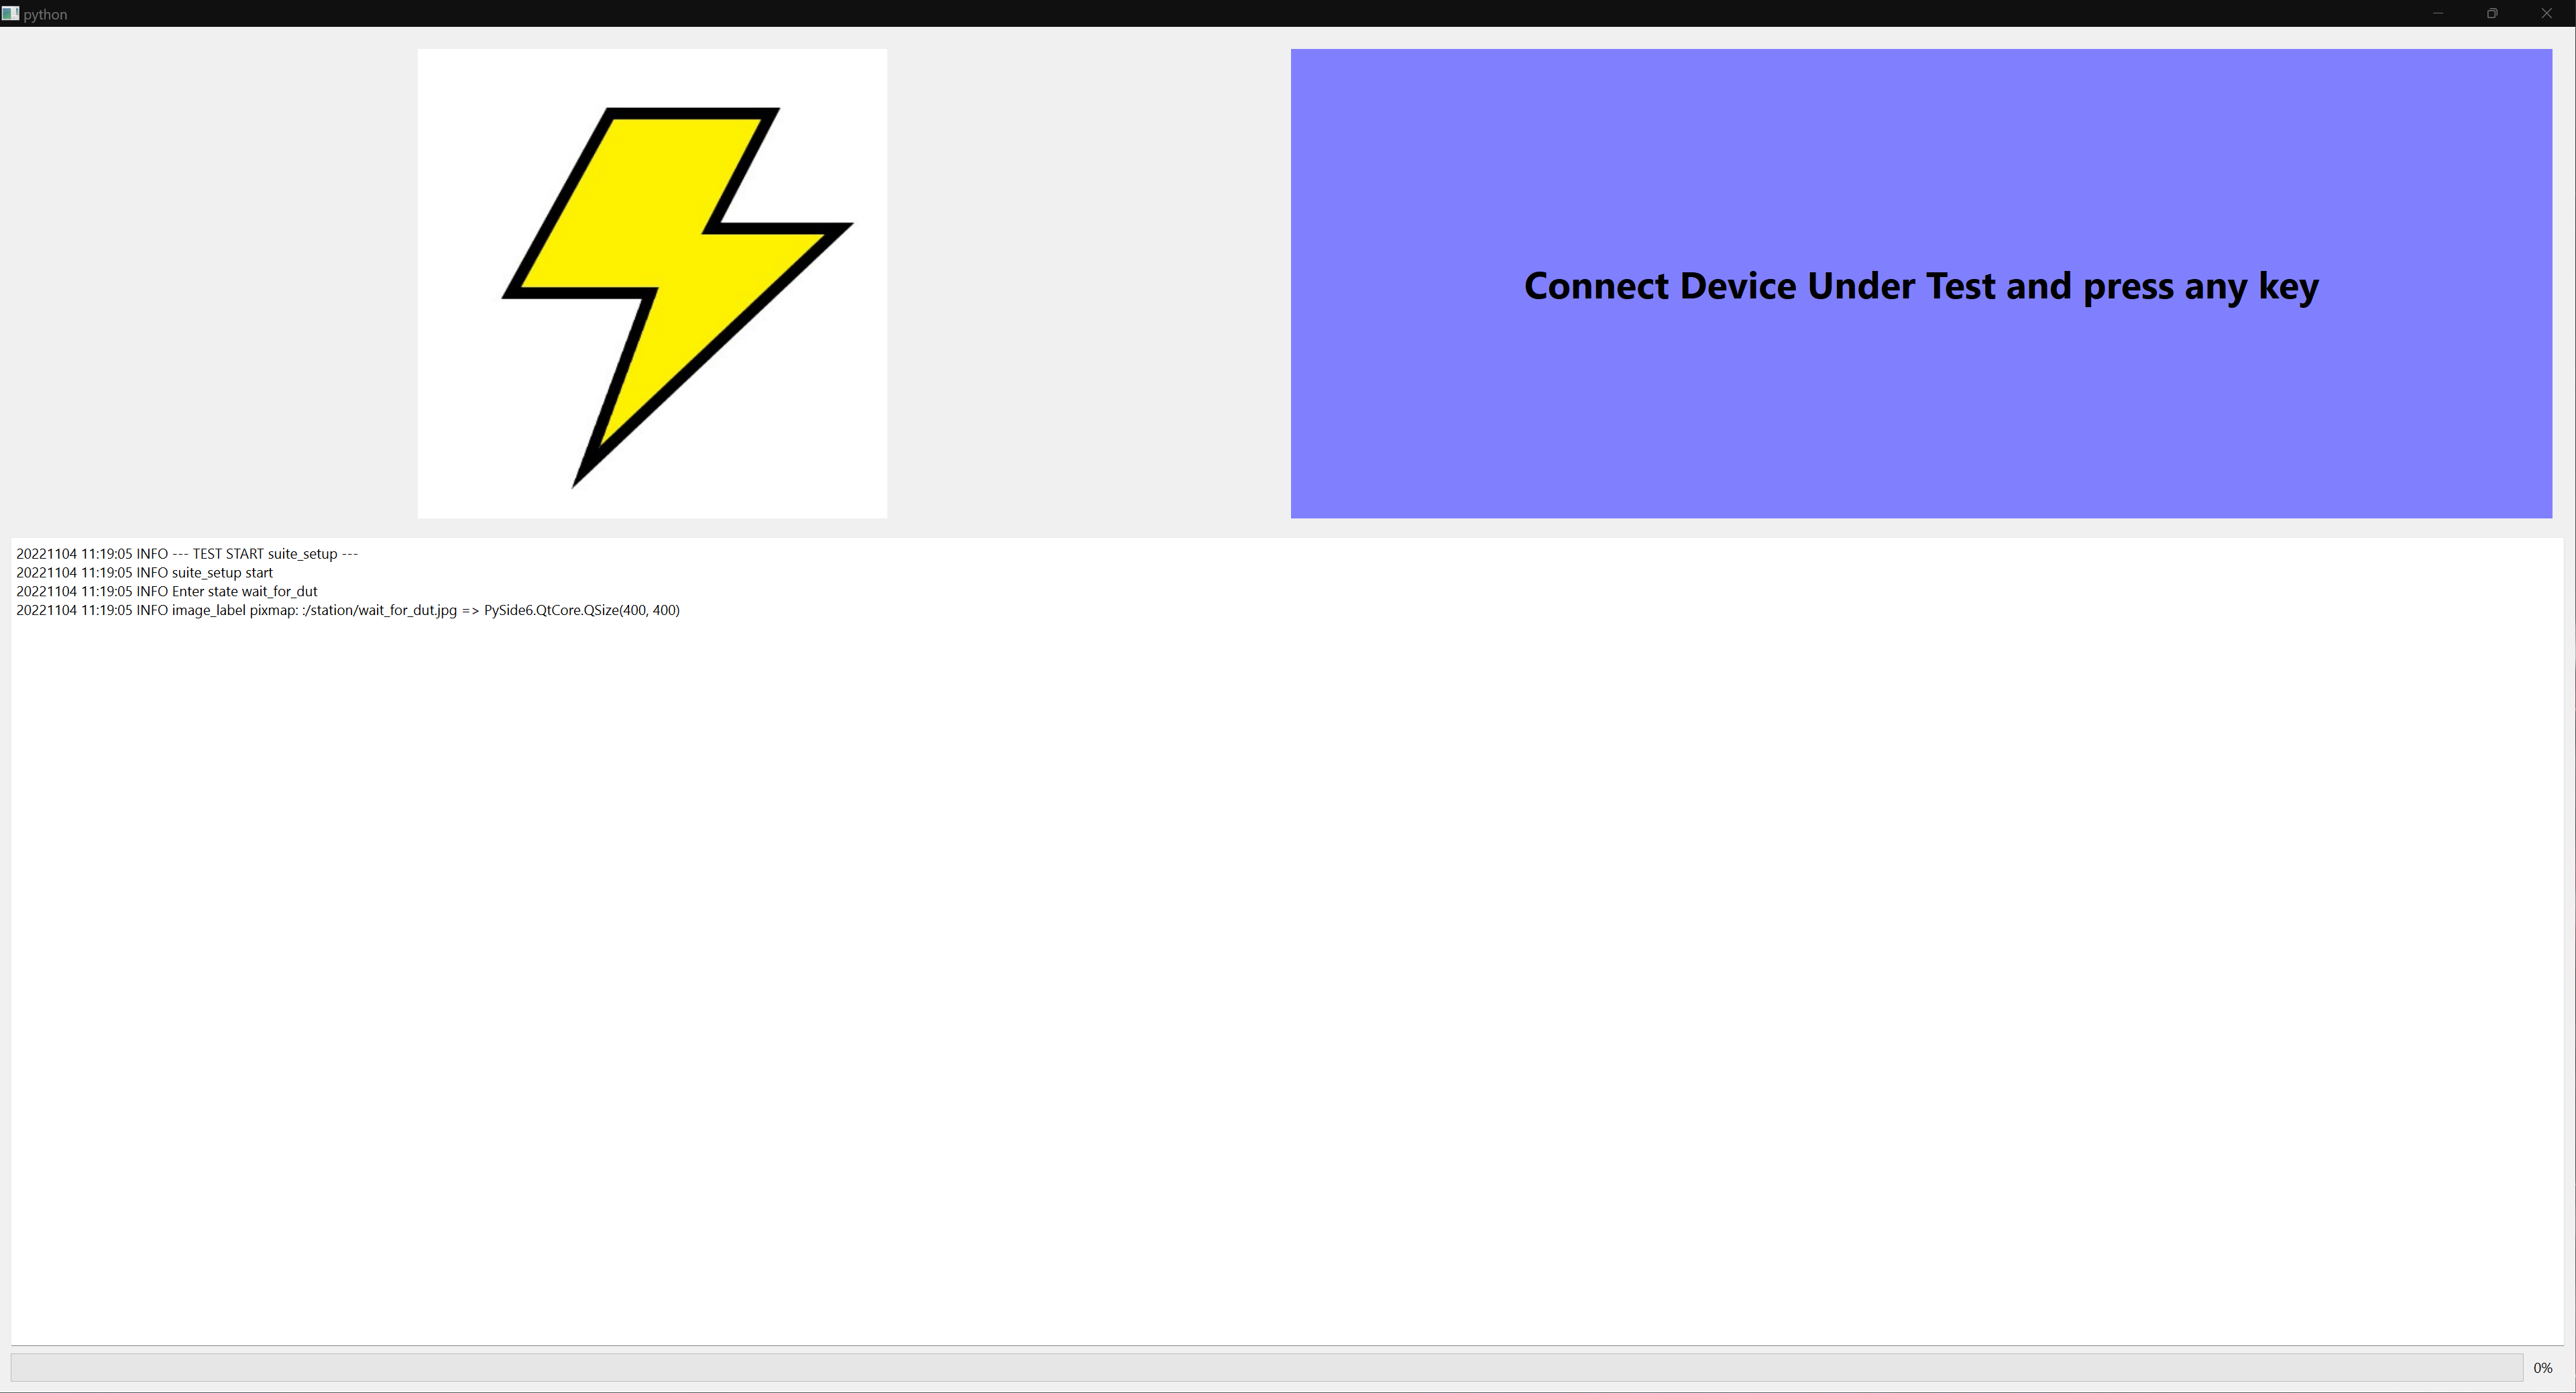 python
Connect Device Under Test and press any key
20221104 11:19:05 INFO --- TEST START suite_setup ---
20221104 11:19:05 INFO suite_setup start
20221104 11:19:05 INFO Enter state wait_for_dut
20221104 11:19:05 INFO image_label pixmap: :/station/wait_for_dut.jpg => PySide6.QtCore.QSize(400, 400)
0%